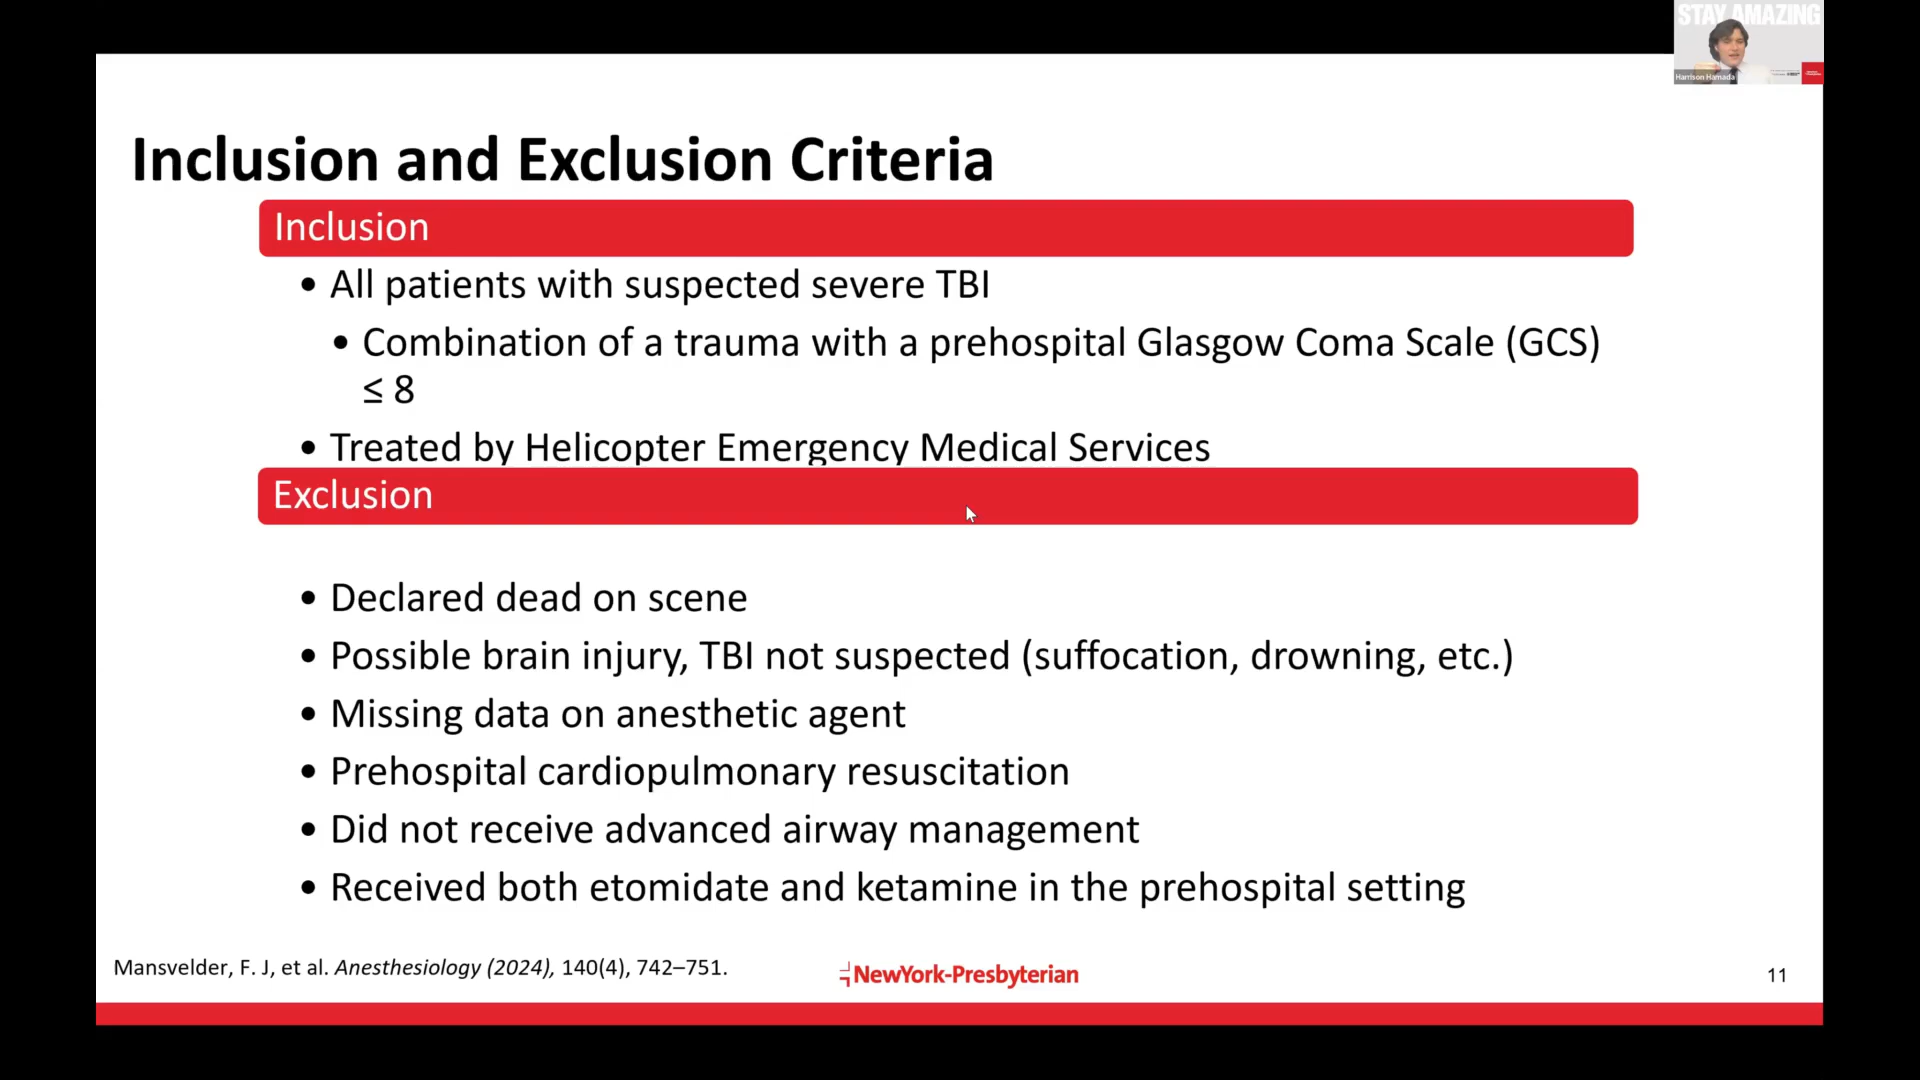 STAY AMAZING
Harrison Hamada
Inclusion and Exclusion Criteria
Inclusion
• All patients with suspected severe TBI
• Combination of a trauma with a prehospital Glasgow Coma Scale (GCS)
≤ 8
• Treated by Helicopter Emergency Medical Services
Exclusion
• Declared dead on scene
• Possible brain injury, TBI not suspected (suffocation, drowning, etc.)
• Missing data on anesthetic agent
• Prehospital cardiopulmonary resuscitation
• Did not receive advanced airway management
• Received both etomidate and ketamine in the prehospital setting
Mansvelder, F. J, et al. Anesthesiology (2024), 140(4), 742–751.
NewYork-Presbyterian
11